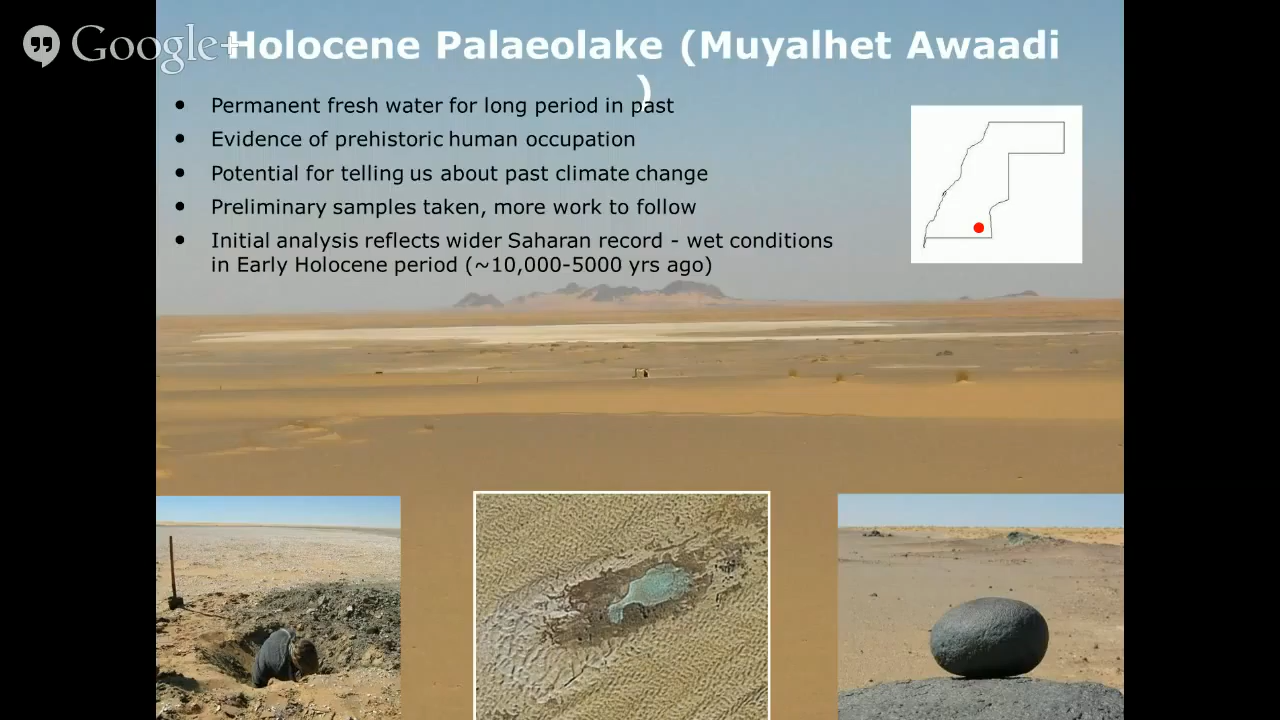 Google+
Holocene Palaeolake (Muyalhet Awaadi
)
• Permanent fresh water for long period in past
• Evidence of prehistoric human occupation
• Potential for telling us about past climate change
• Preliminary samples taken, more work to follow
• Initial analysis reflects wider Saharan record - wet conditions
in Early Holocene period (~10,000-5000 yrs ago)